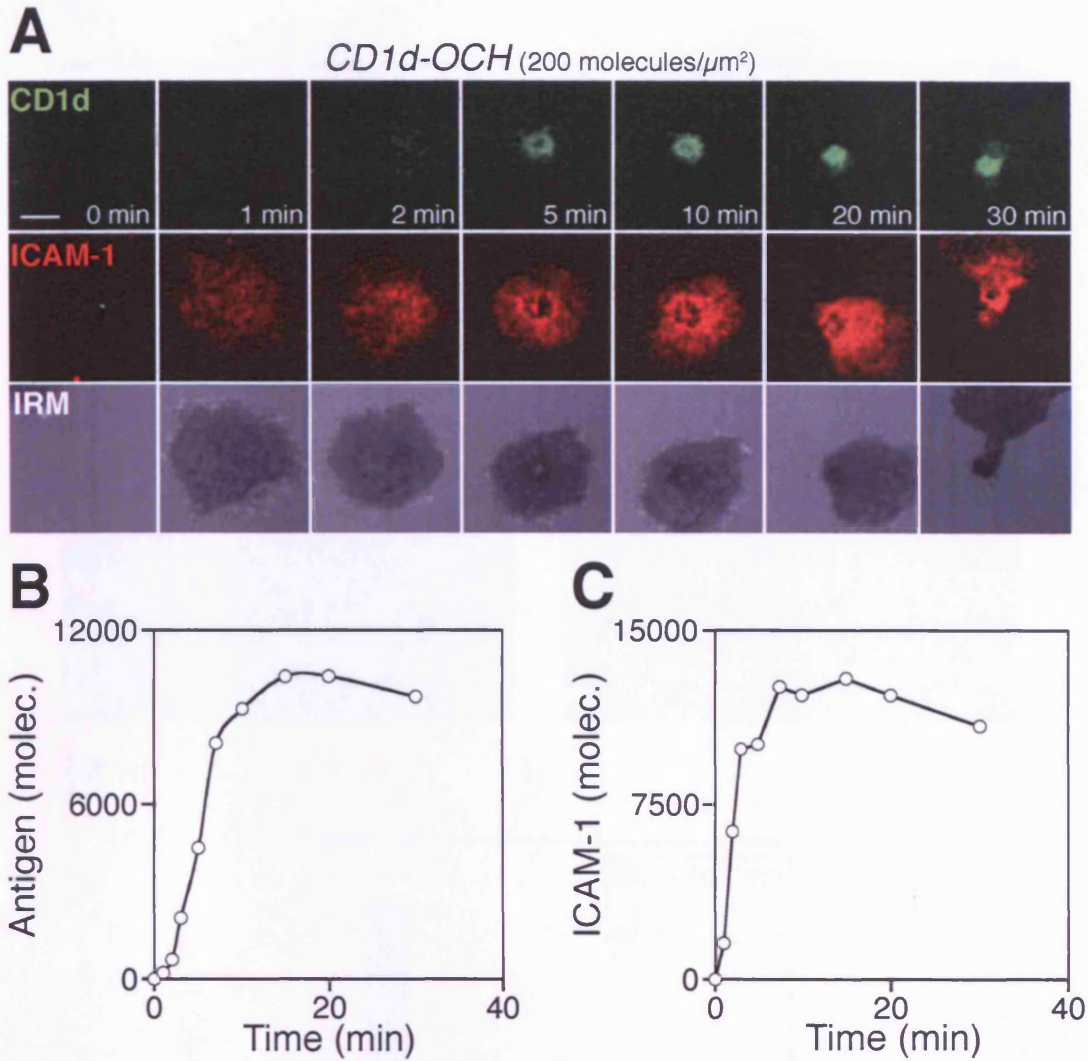 A
CD1d-OCH (200 molecules/μm²)
CD1d
0 min 1 min 2 min 5 min 10 min 20 min 30 min
ICAM-1
IRM
B
12000
6000
0
0 20 40
Antigen (molec.)
Time (min)
C
15000
7500
0
0 20 40
ICAM-1 (molec.)
Time (min)